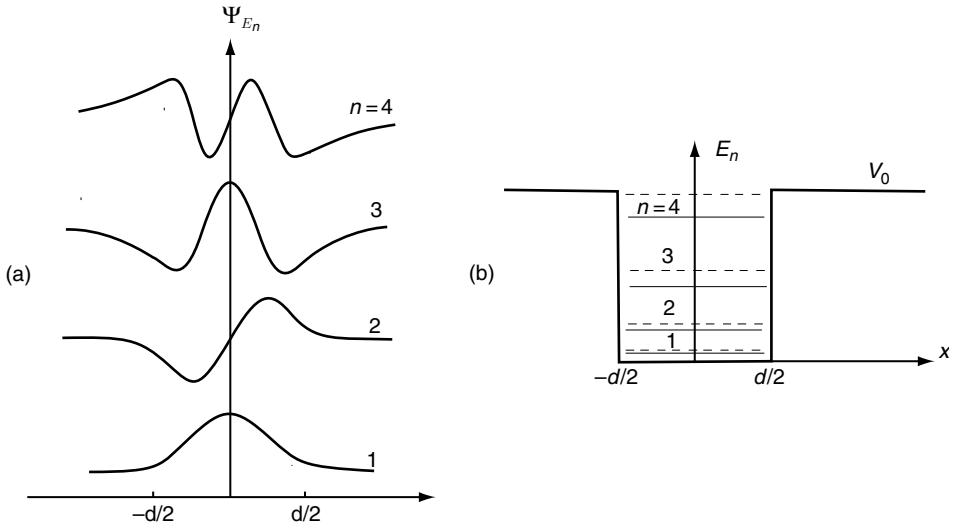 Ψ_{E_n}
n = 4
3
(a)
2
1
−d/2
d/2
E_n
V_0
n = 4
3
(b)
2
1
x
−d/2
d/2